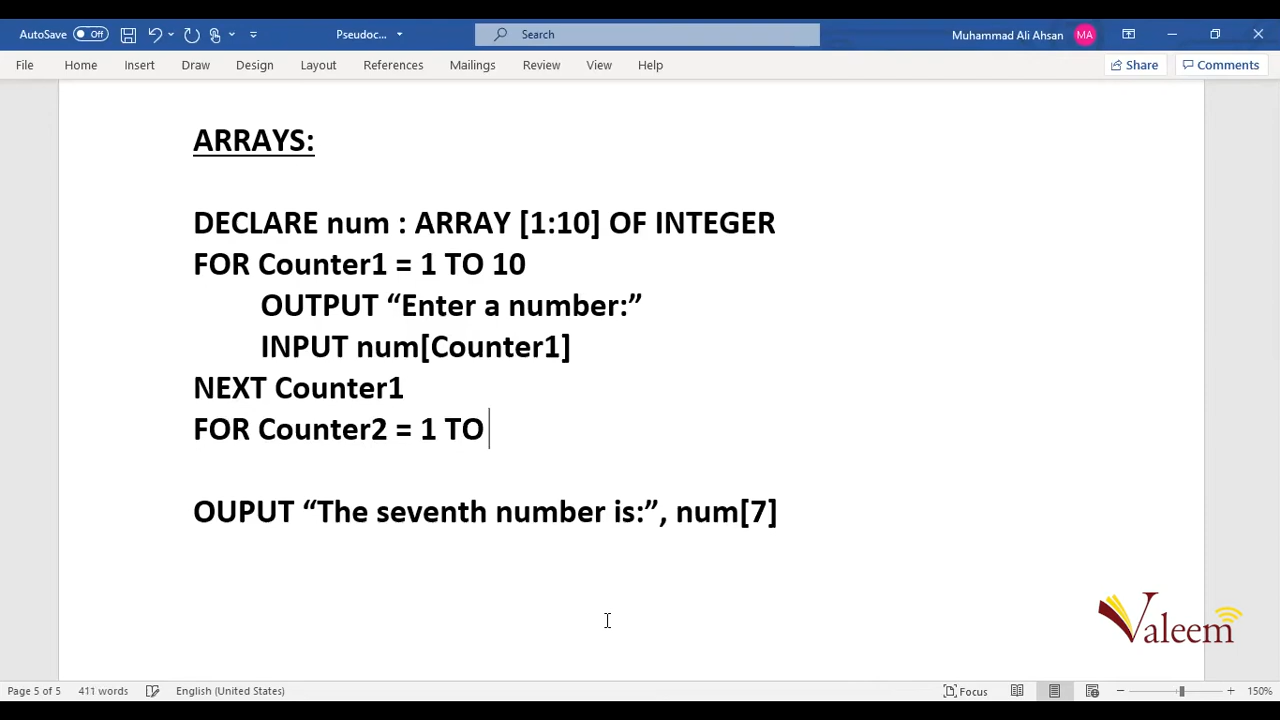 AutoSave Off Pseudoc... Search Muhammad Ali Ahsan MA
File Home Insert Draw Design Layout References Mailings Review View Help Share Comments
ARRAYS:
DECLARE num : ARRAY [1:10] OF INTEGER
FOR Counter1 = 1 TO 10
OUTPUT “Enter a number:”
INPUT num[Counter1]
NEXT Counter1
FOR Counter2 = 1 TO
OUPUT “The seventh number is:”, num[7]
Valeem
Page 5 of 5 411 words English (United States) Focus 150%